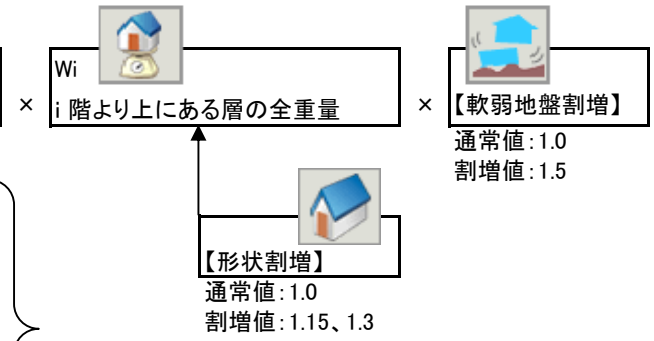 Wi
× i 階より上にある層の全重量 × 【軟弱地盤割増】
通常値：1.0
割増値：1.5
【形状割増】
通常値：1.0
割増値：1.15、1.3